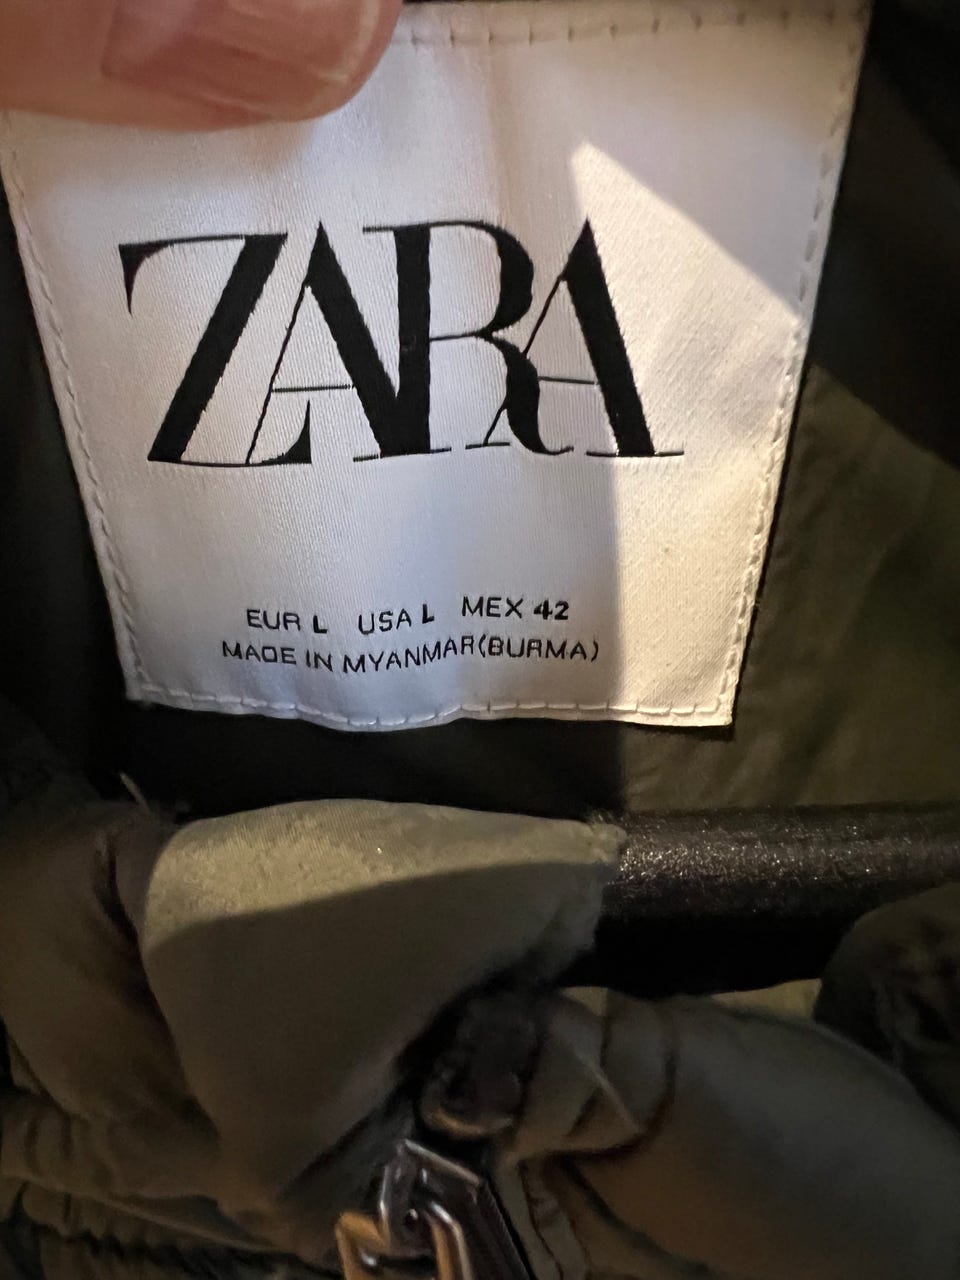 ZARA
EUR L USA L MEX 42
MADE IN MYANMAR(BURMA)